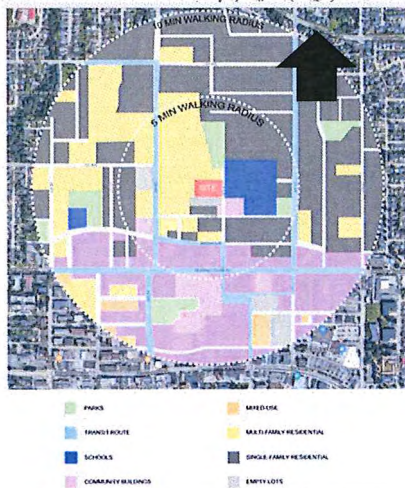 10 MIN WALKING RADIUS
5 MIN WALKING RADIUS
SITE
PARKS
TRANSIT ROUTE
SCHOOLS
COMMUNITY BUILDINGS
MIXED-USE
MULTI-FAMILY RESIDENTIAL
SINGLE-FAMILY RESIDENTIAL
EMPTY LOTS